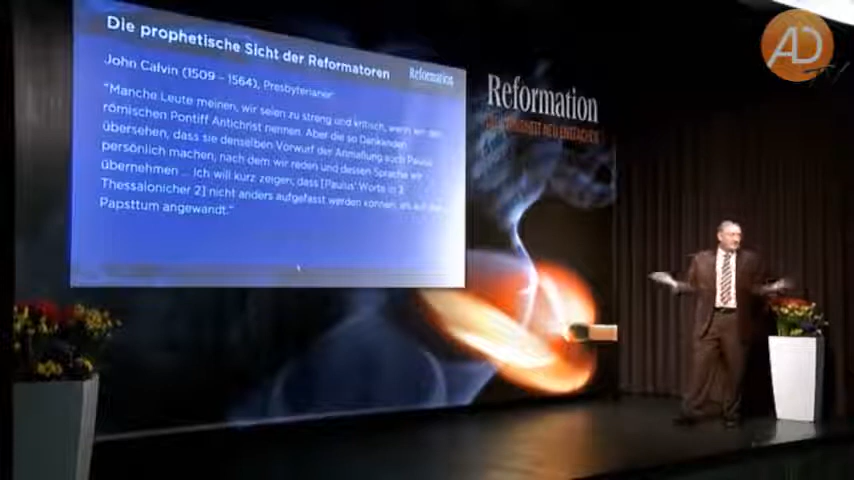 Die prophetische Sicht der Reformatoren
Reformation
John Calvin (1509 – 1564), Presbyterianer
"Manche Leute meinen, wir seien zu streng und kritisch, wenn wir den
römischen Pontiff Antichrist nennen. Aber die so Denkenden
übersehen, dass sie denselben Vorwurf der Anmaßung auch Paulus
persönlich machen, nach dem wir reden und dessen Sprache wir
übernehmen ... Ich will kurz zeigen, dass [Paulus' Worte in 2.
Thessalonicher 2] nicht anders aufgefasst werden können, als auf das
Papsttum angewandt."
Reformation
NEU ENTDECKEN
AD
TV